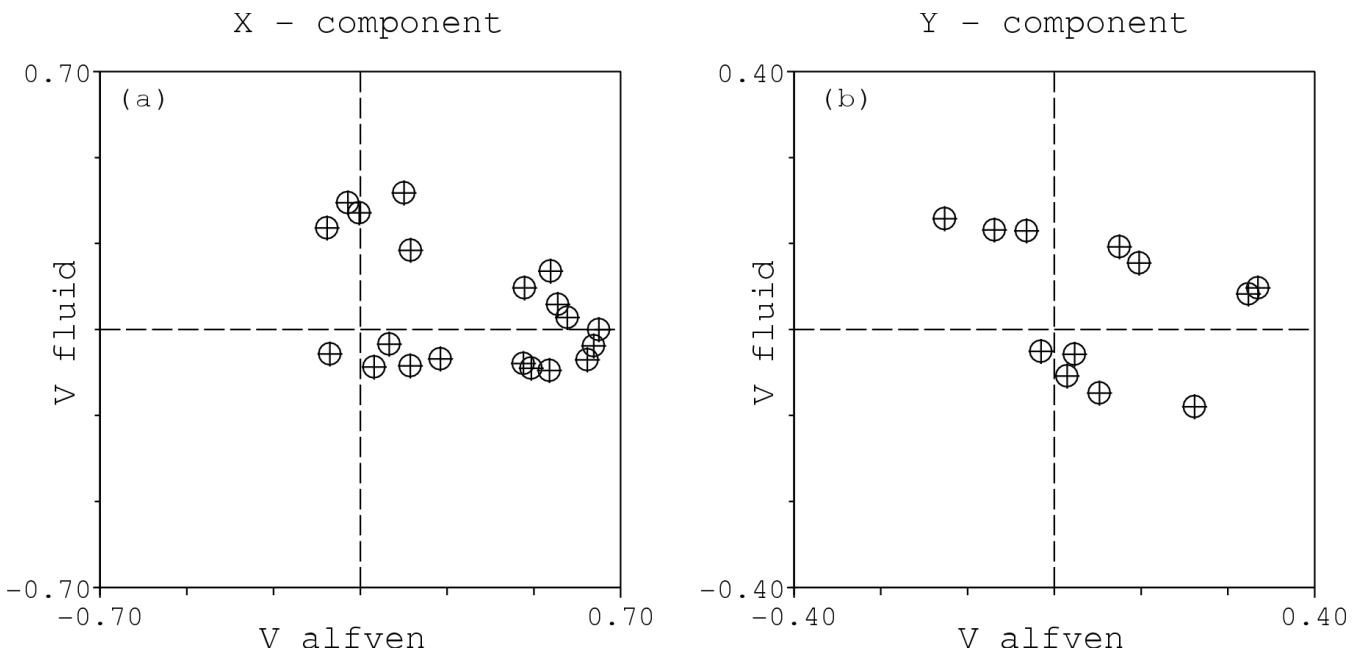 X – component
Y – component
0.70
(a)
V fluid
−0.70
−0.70
0.70
V alfven
0.40
(b)
V fluid
−0.40
−0.40
0.40
V alfven